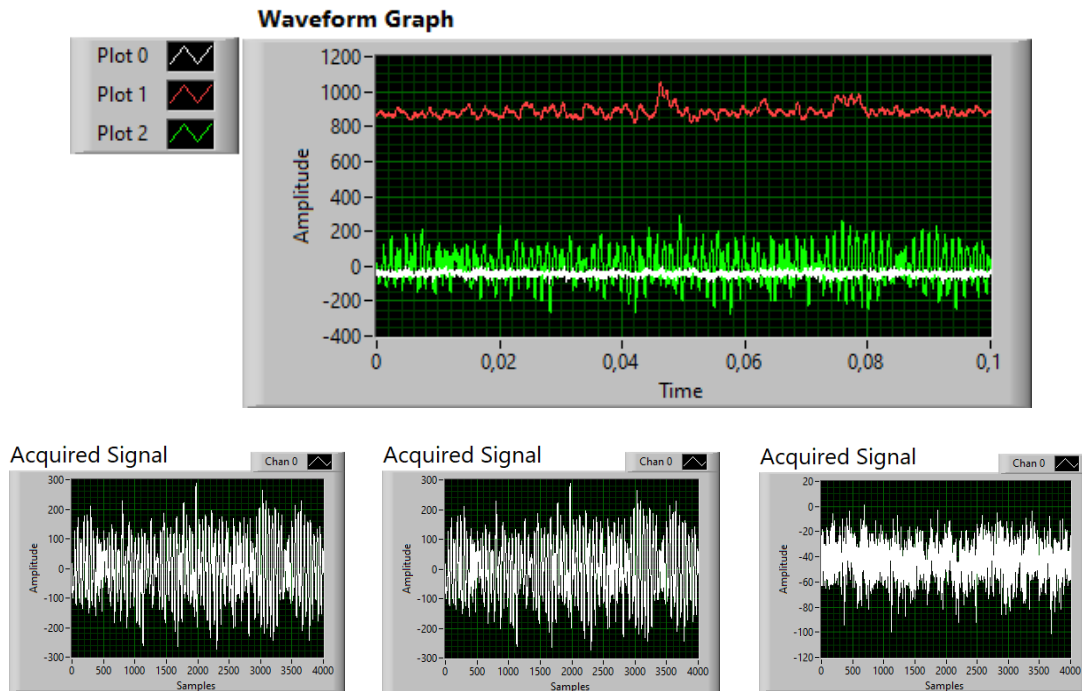 Waveform Graph
Plot 0
Plot 1
Plot 2
1200
1000
800
600
400
200
0
-200
-400
Amplitude
0 0,02 0,04 0,06 0,08 0,1
Time
Acquired Signal
Chan 0
300
200
100
0
-100
-200
-300
Amplitude
0 500 1000 1500 2000 2500 3000 3500 4000
Samples
Acquired Signal
Chan 0
300
200
100
0
-100
-200
-300
Amplitude
0 500 1000 1500 2000 2500 3000 3500 4000
Samples
Acquired Signal
Chan 0
20
0
-20
-40
-60
-80
-100
-120
Amplitude
0 500 1000 1500 2000 2500 3000 3500 4000
Samples